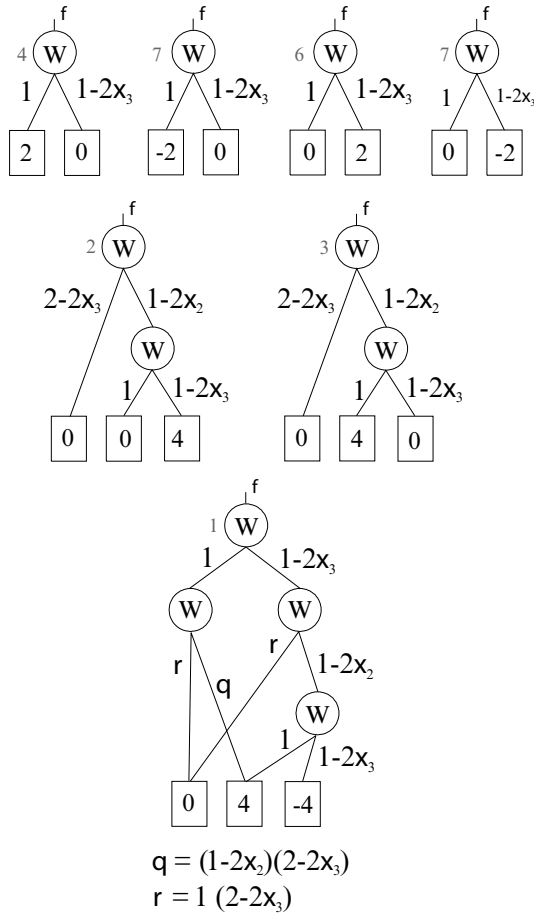 f f f f
4 W 7 W 6 W 7 W
1 1-2x₃ 1 1-2x₃ 1 1-2x₃ 1 1-2x₃
2 0 -2 0 0 2 0 -2
f f
2 W 3 W
2-2x₃ 1-2x₂ 2-2x₃ 1-2x₂
W W
1 1-2x₃ 1 1-2x₃
0 0 4 0 4 0
f
1 W
1 1-2x₃
W W
r q r 1-2x₂
W
1 1-2x₃
0 4 -4
q = (1-2x₂)(2-2x₃)
r = 1 (2-2x₃)